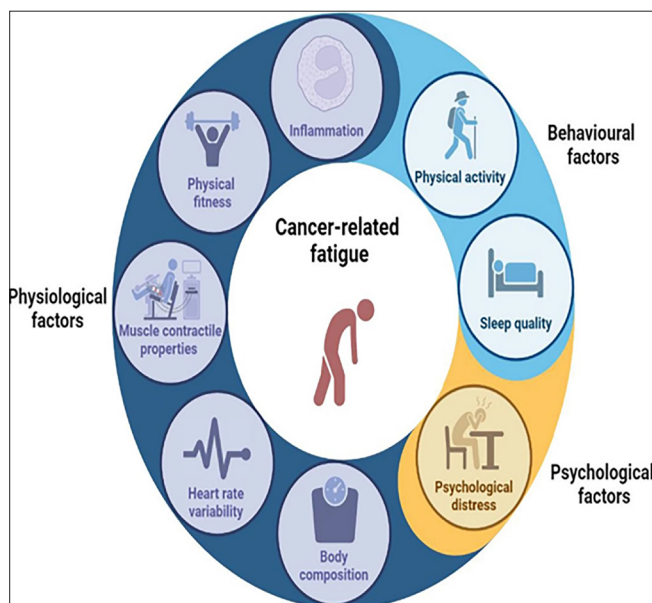 Inflammation
Physical activity
Behavioural
factors
Physical
fitness
Cancer-related
fatigue
Physiological
factors
Muscle contractile
properties
Sleep quality
Heart rate
variability
Psychological
distress
Psychological
factors
Body
composition